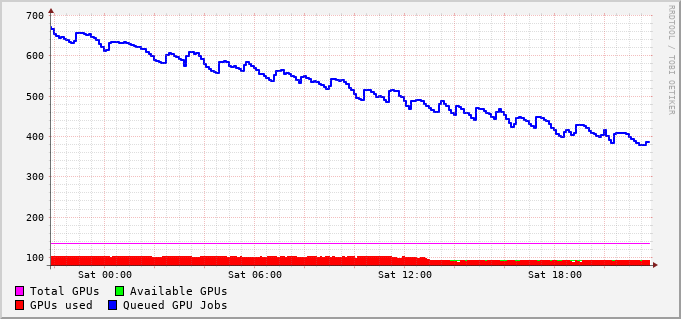 700
600
500
400
300
200
100
Sat 00:00 Sat 06:00 Sat 12:00 Sat 18:00
Total GPUs Available GPUs
GPUs used Queued GPU Jobs
RRDTOOL / TOBI OETIKER